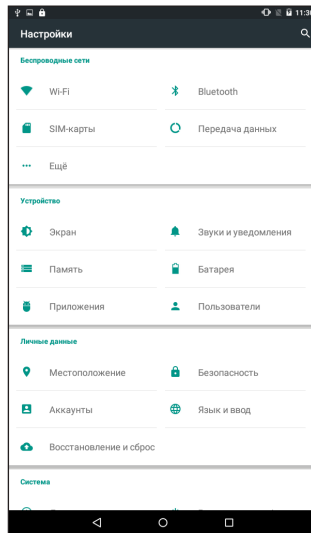 11:30
Настройки
Беспроводные сети
Wi-Fi
Bluetooth
SIM-карты
Передача данных
Ещё
Устройство
Экран
Звуки и уведомления
Память
Батарея
Приложения
Пользователи
Личные данные
Местоположение
Безопасность
Аккаунты
Язык и ввод
Восстановление и сброс
Система